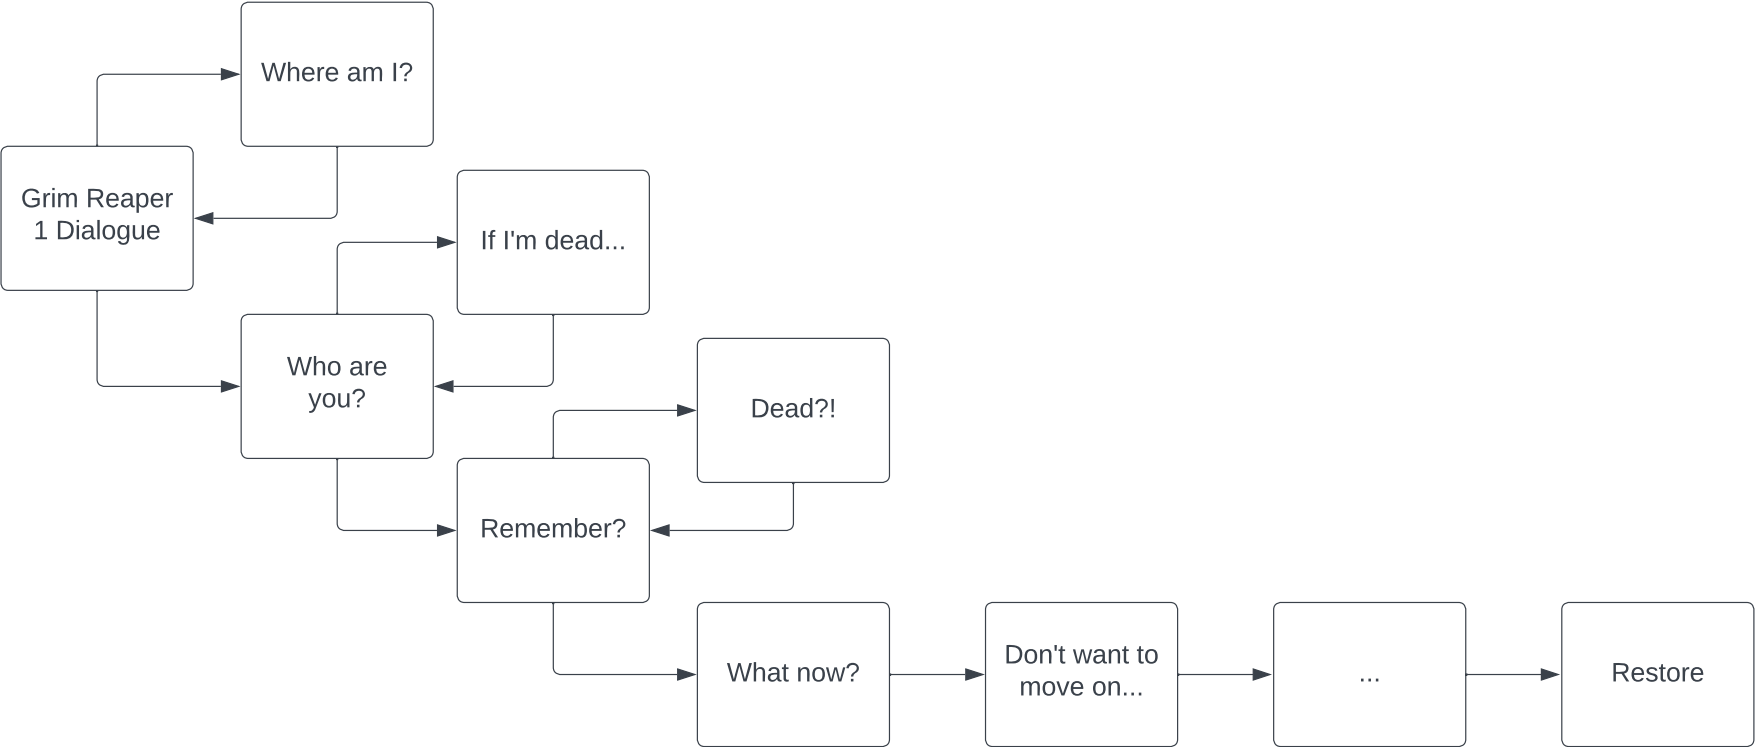 Where am I?
Grim Reaper
1 Dialogue
If I'm dead...
Who are
you?
Dead?!
Remember?
What now?
Don't want to
move on...
...
Restore